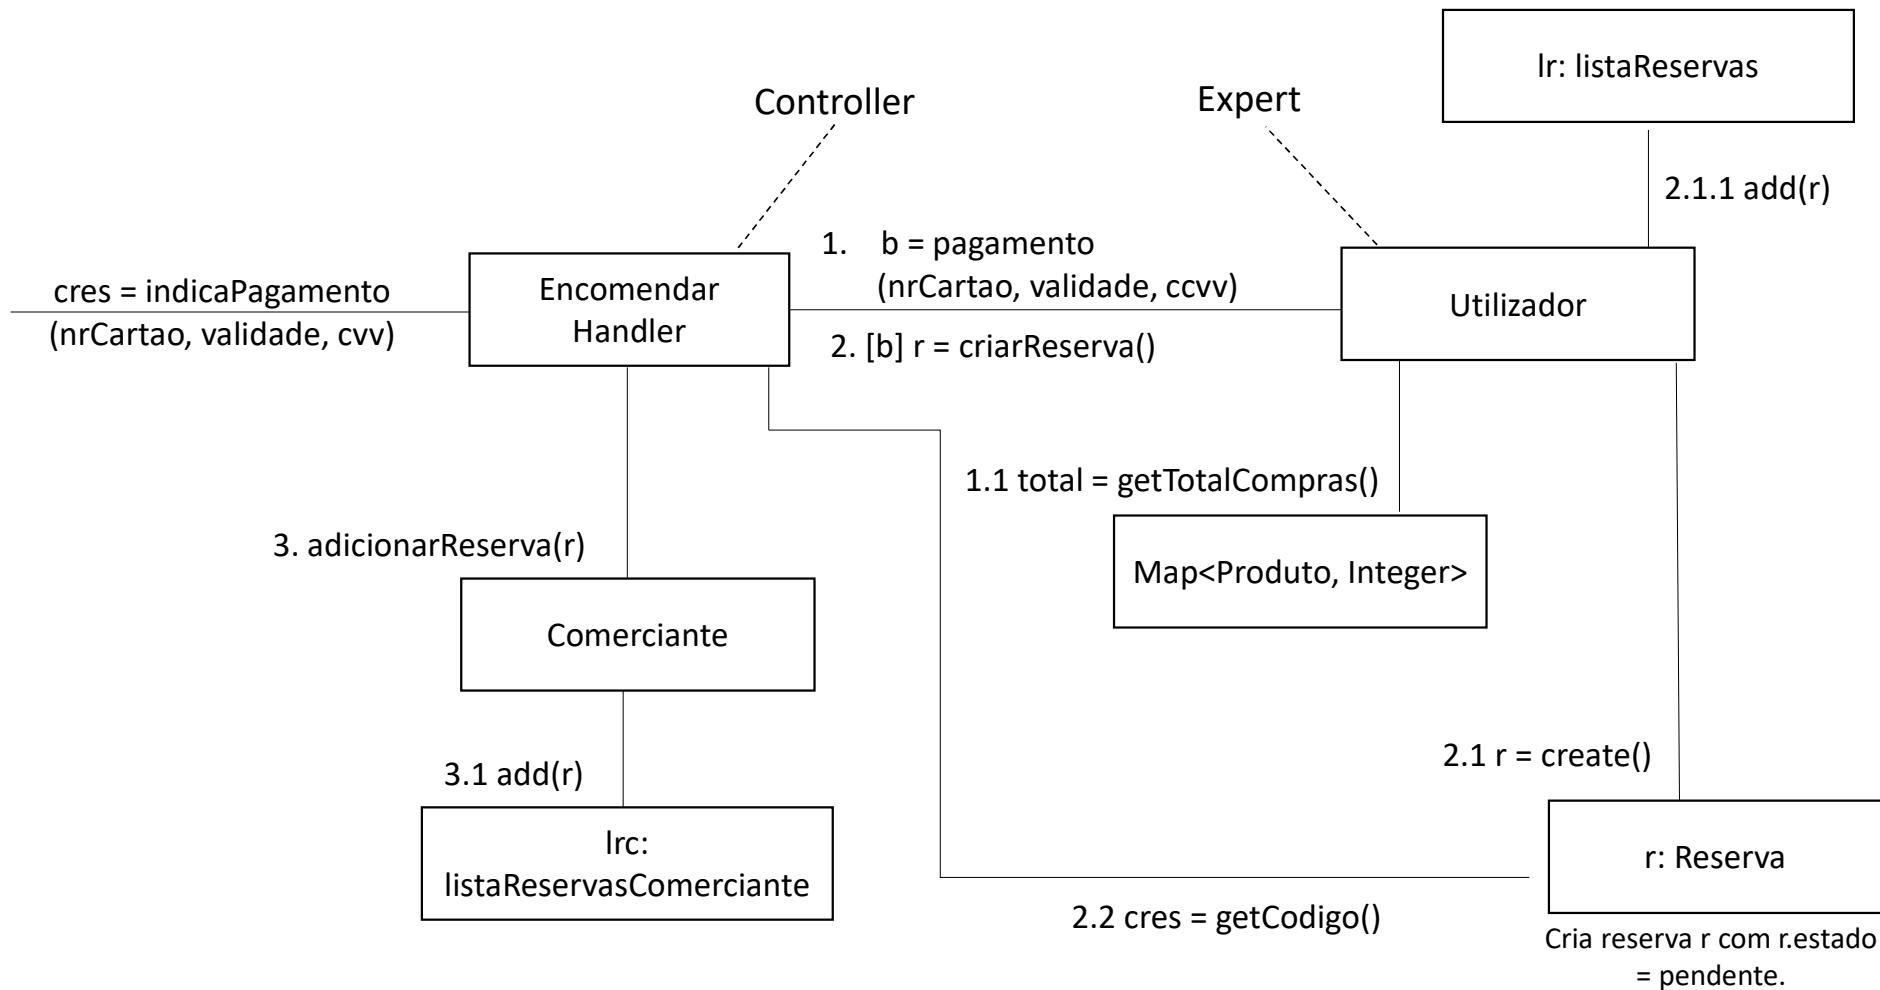 lr: listaReservas
Controller
Expert
2.1.1 add(r)
1. b = pagamento
(nrCartao, validade, ccvv)
cres = indicaPagamento
(nrCartao, validade, cvv)
Encomendar
Handler
Utilizador
2. [b] r = criarReserva()
1.1 total = getTotalCompras()
3. adicionarReserva(r)
Map<Produto, Integer>
Comerciante
2.1 r = create()
3.1 add(r)
lrc:
listaReservasComerciante
r: Reserva
2.2 cres = getCodigo()
Cria reserva r com r.estado
= pendente.